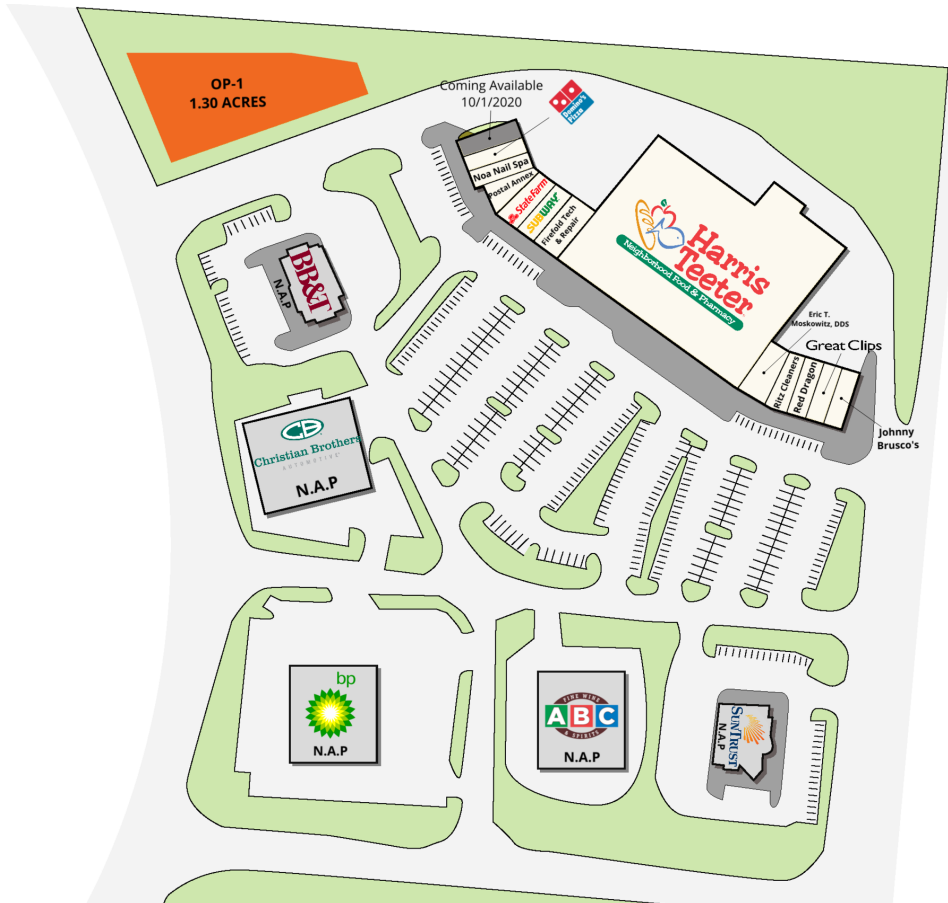 OP-1
1.30 ACRES
Coming Available
10/1/2020
Domino's
Pizza
Noa Nail Spa
Postal Annex
StateFarm
SUBWAY
Firefold Tech
& Repair
Harris
Teeter
Neighborhood Food & Pharmacy
Eric T.
Moskowitz, DDS
Great Clips
Ritz Cleaners
Red Dragon
Johnny
Brusco's
BB&T
N.A.P
CB
Christian Brothers
AUTOMOTIVE
N.A.P
bp
N.A.P
FINE WINE
ABC
& SPIRITS
N.A.P
SUNTRUST
N.A.P